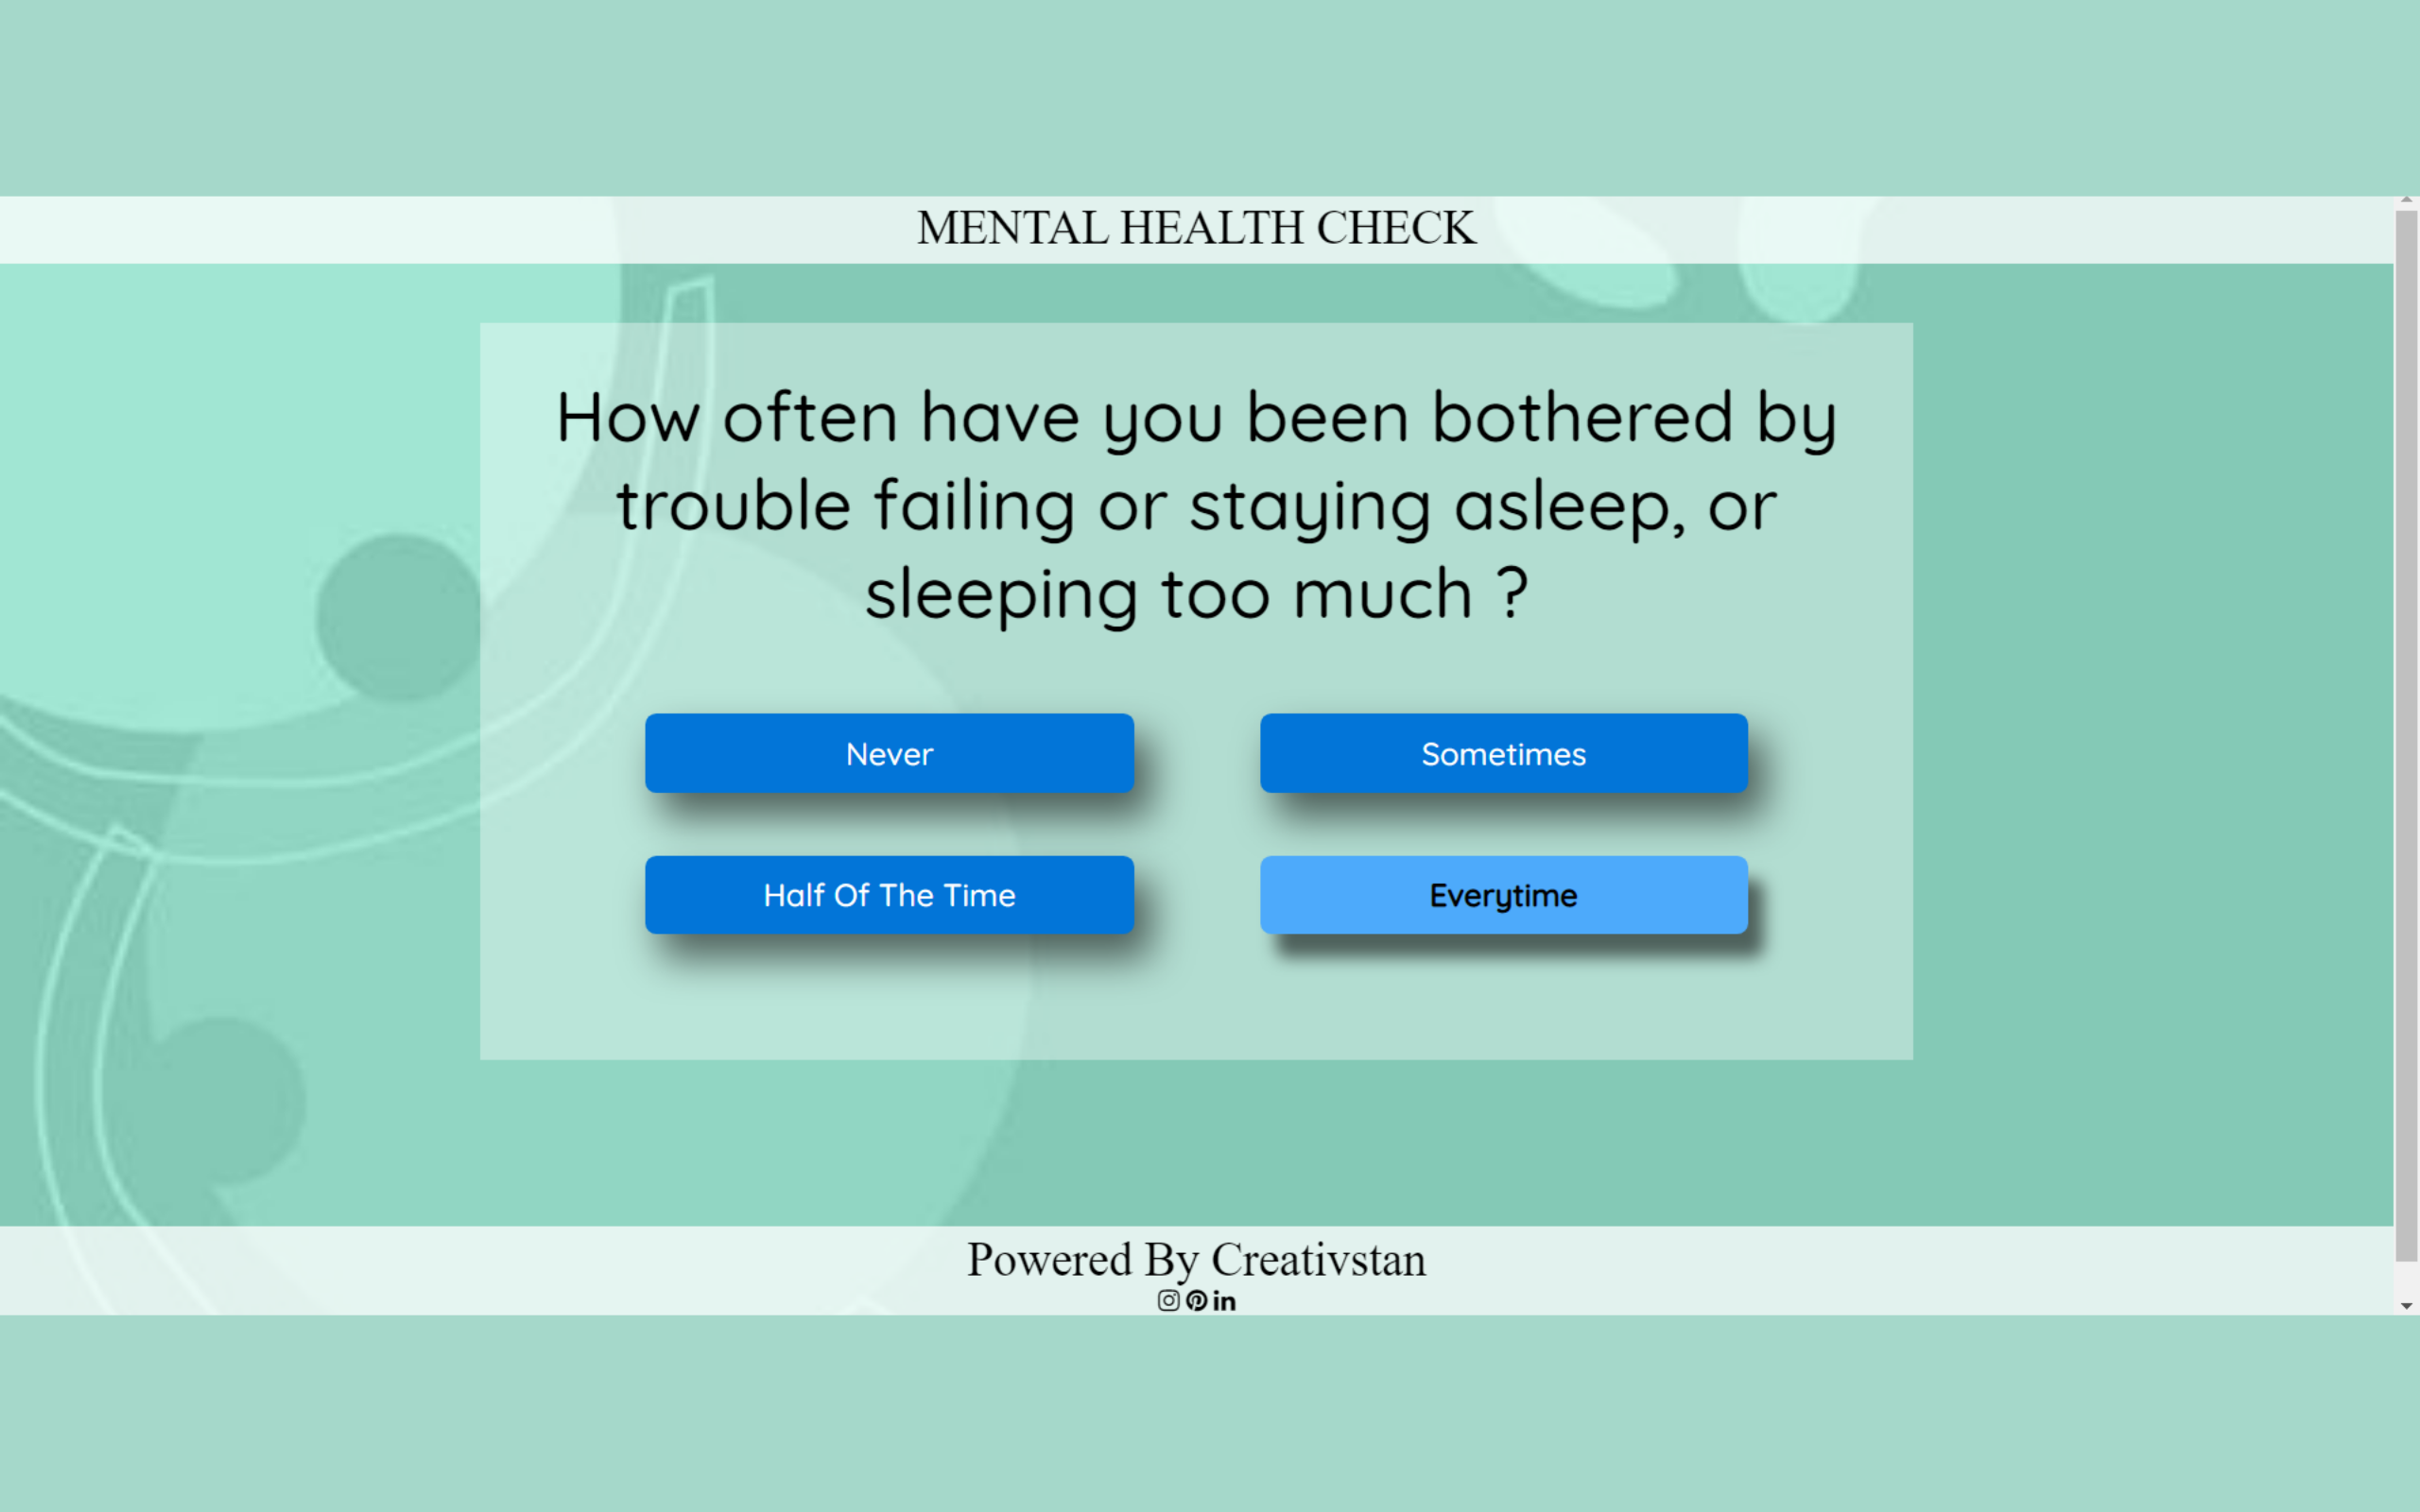 MENTAL HEALTH CHECK
How often have you been bothered by
trouble failing or staying asleep, or
sleeping too much ?
Never
Sometimes
Half Of The Time
Everytime
Powered By Creativstan
in